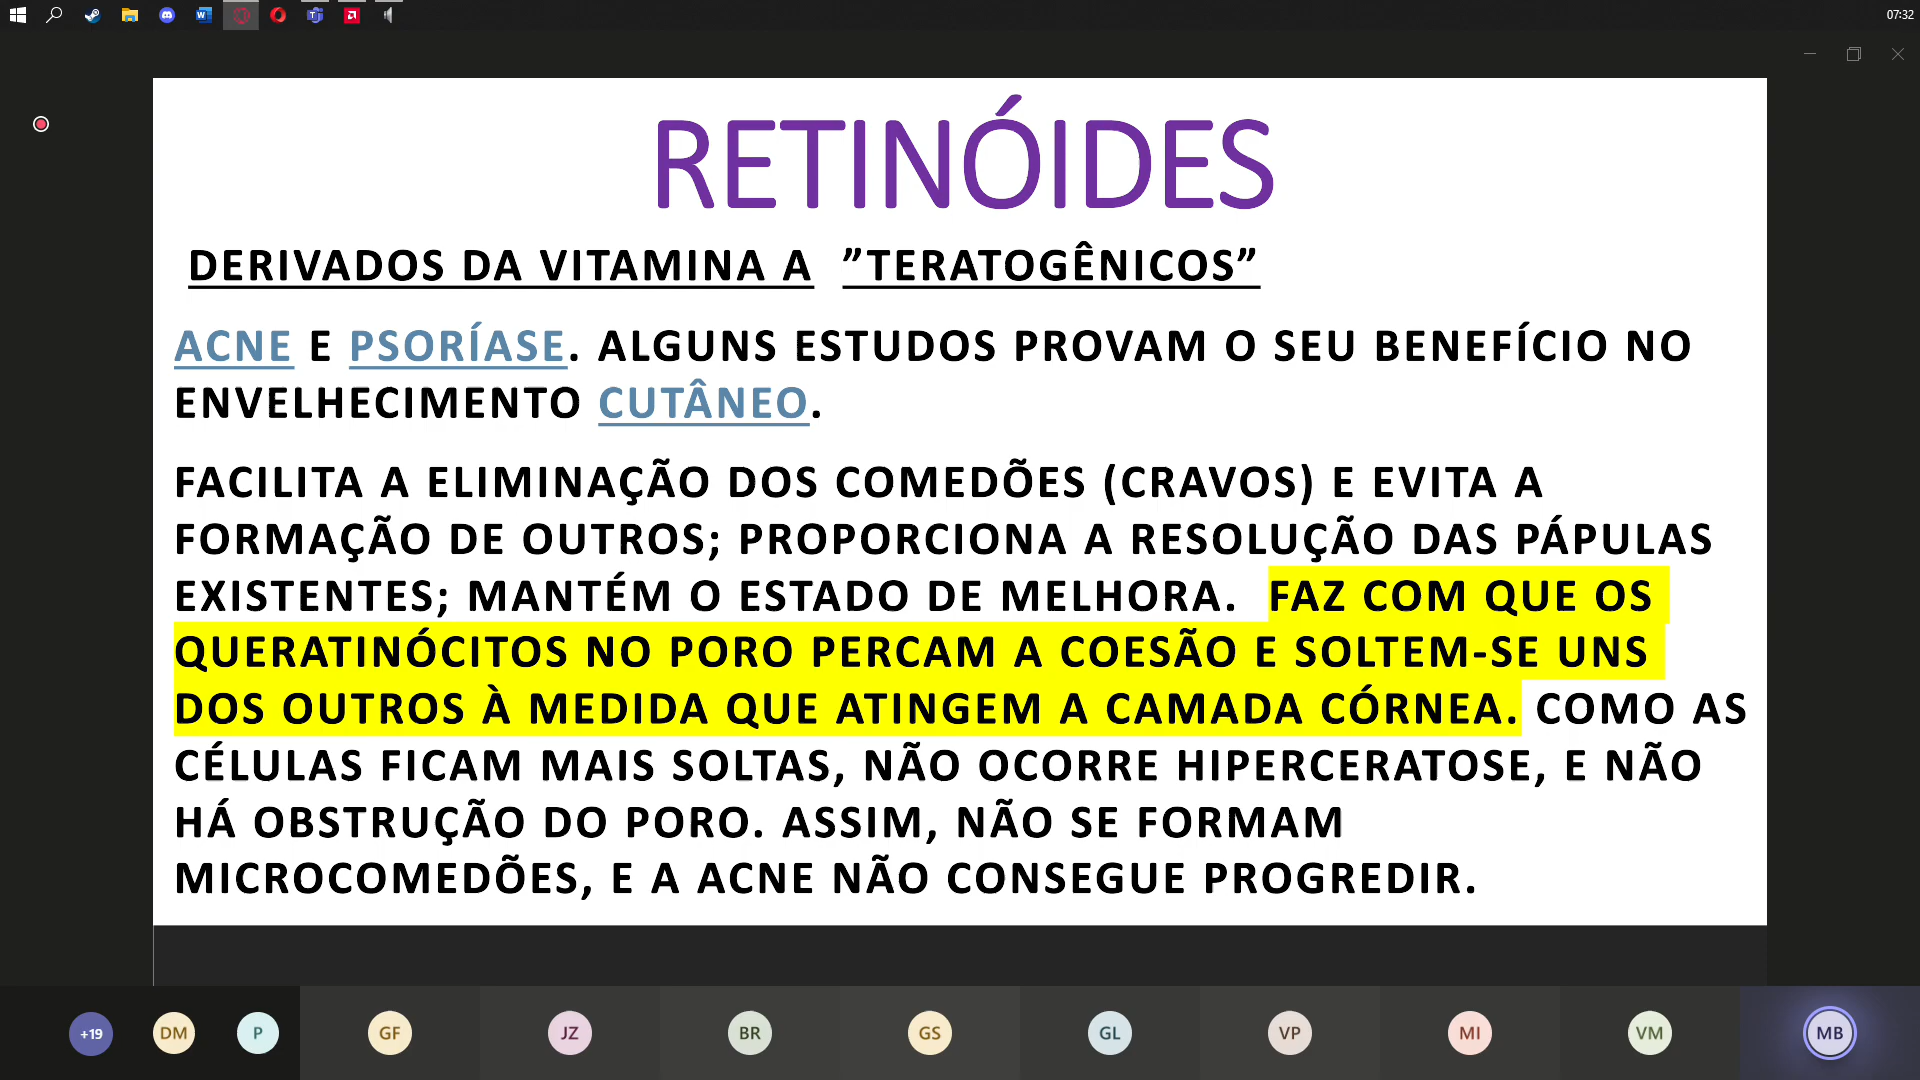 07:32
RETINÓIDES
DERIVADOS DA VITAMINA A ”TERATOGÊNICOS”
ACNE E PSORÍASE. ALGUNS ESTUDOS PROVAM O SEU BENEFÍCIO NO
ENVELHECIMENTO CUTÂNEO.
FACILITA A ELIMINAÇÃO DOS COMEDÕES (CRAVOS) E EVITA A
FORMAÇÃO DE OUTROS; PROPORCIONA A RESOLUÇÃO DAS PÁPULAS
EXISTENTES; MANTÉM O ESTADO DE MELHORA. FAZ COM QUE OS
QUERATINÓCITOS NO PORO PERCAM A COESÃO E SOLTEM-SE UNS
DOS OUTROS À MEDIDA QUE ATINGEM A CAMADA CÓRNEA. COMO AS
CÉLULAS FICAM MAIS SOLTAS, NÃO OCORRE HIPERCERATOSE, E NÃO
HÁ OBSTRUÇÃO DO PORO. ASSIM, NÃO SE FORMAM
MICROCOMEDÕES, E A ACNE NÃO CONSEGUE PROGREDIR.
+19 DM P GF JZ BR GS GL VP MI VM MB